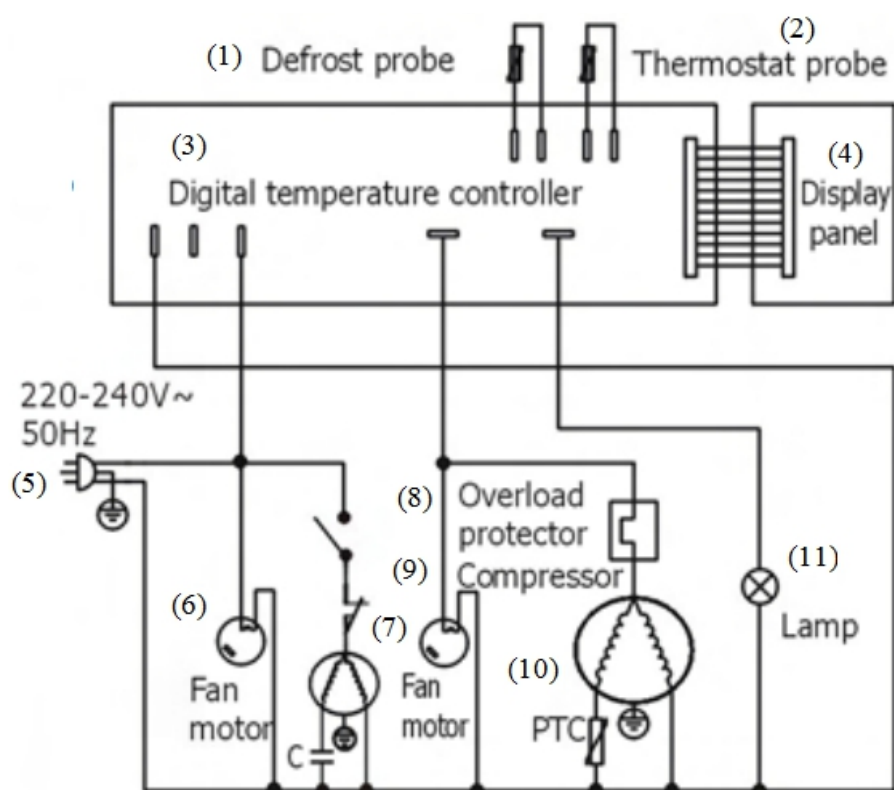 (1) Defrost probe
(2)
Thermostat probe
(3)
Digital temperature controller
(4)
Display
panel
220-240V~
50Hz
(5)
(6)
Fan
motor
(7)
C
(8) Overload
protector
(9) Compressor
Fan
motor
(10)
PTC
(11)
Lamp